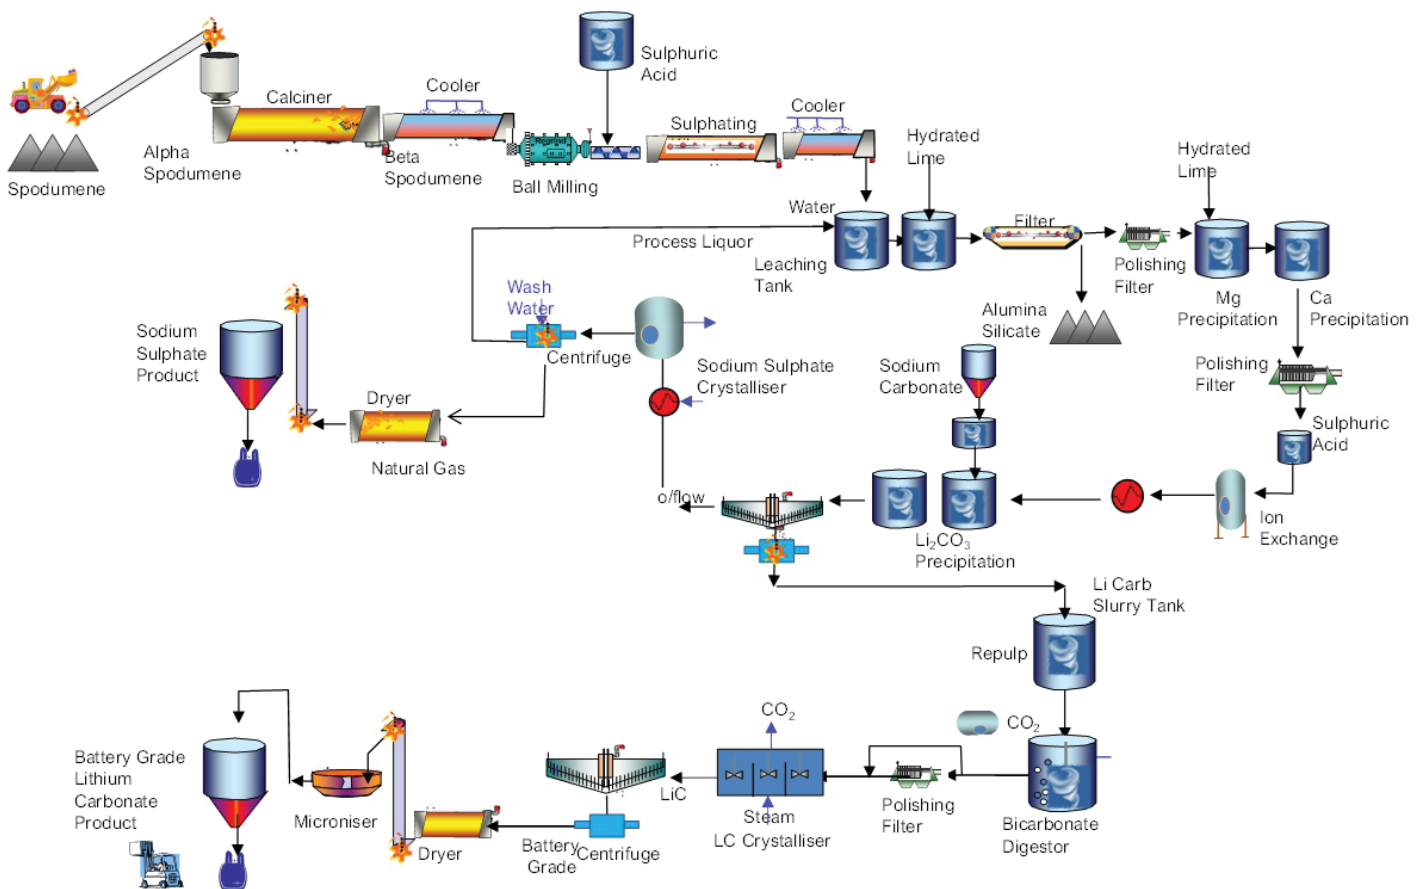 Sulphuric
Acid
Calciner
Cooler
Cooler
Sulphating
Hydrated
Lime
Hydrated
Lime
Spodumene
Alpha
Spodumene
Beta
Spodumene
Ball Milling
Water
Process Liquor
Leaching
Tank
Filter
Polishing
Filter
Mg
Precipitation
Ca
Precipitation
Alumina
Silicate
Wash
Water
Centrifuge
Sodium
Sulphate
Product
Dryer
Natural Gas
Sodium Sulphate
Crystalliser
Sodium
Carbonate
Polishing
Filter
Sulphuric
Acid
o/flow
Li₂CO₃
Precipitation
Ion
Exchange
Li Carb
Slurry Tank
Repulp
CO₂
CO₂
Battery Grade
Lithium
Carbonate
Product
Microniser
Dryer
Battery
Grade
Centrifuge
LiC
Steam
LC Crystalliser
Polishing
Filter
Bicarbonate
Digestor